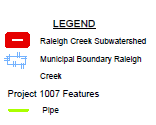 LEGEND
Raleigh Creek Subwatershed
Municipal Boundary Raleigh
Creek
Project 1007 Features
Pipe